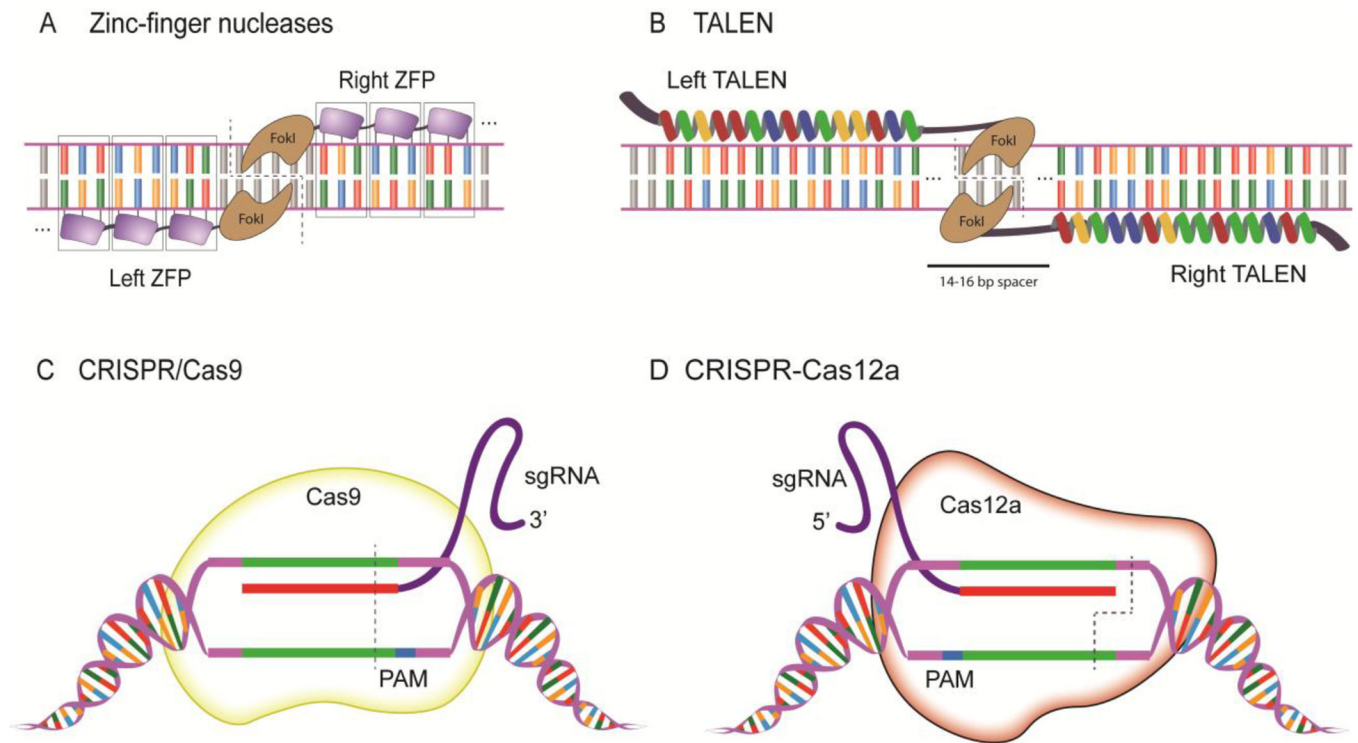 A Zinc-finger nucleases
Right ZFP
FokI
...
...
FokI
Left ZFP
B TALEN
Left TALEN
FokI
... ...
FokI
14-16 bp spacer
Right TALEN
C CRISPR/Cas9
Cas9
sgRNA
3’
PAM
D CRISPR-Cas12a
sgRNA
5’
Cas12a
PAM